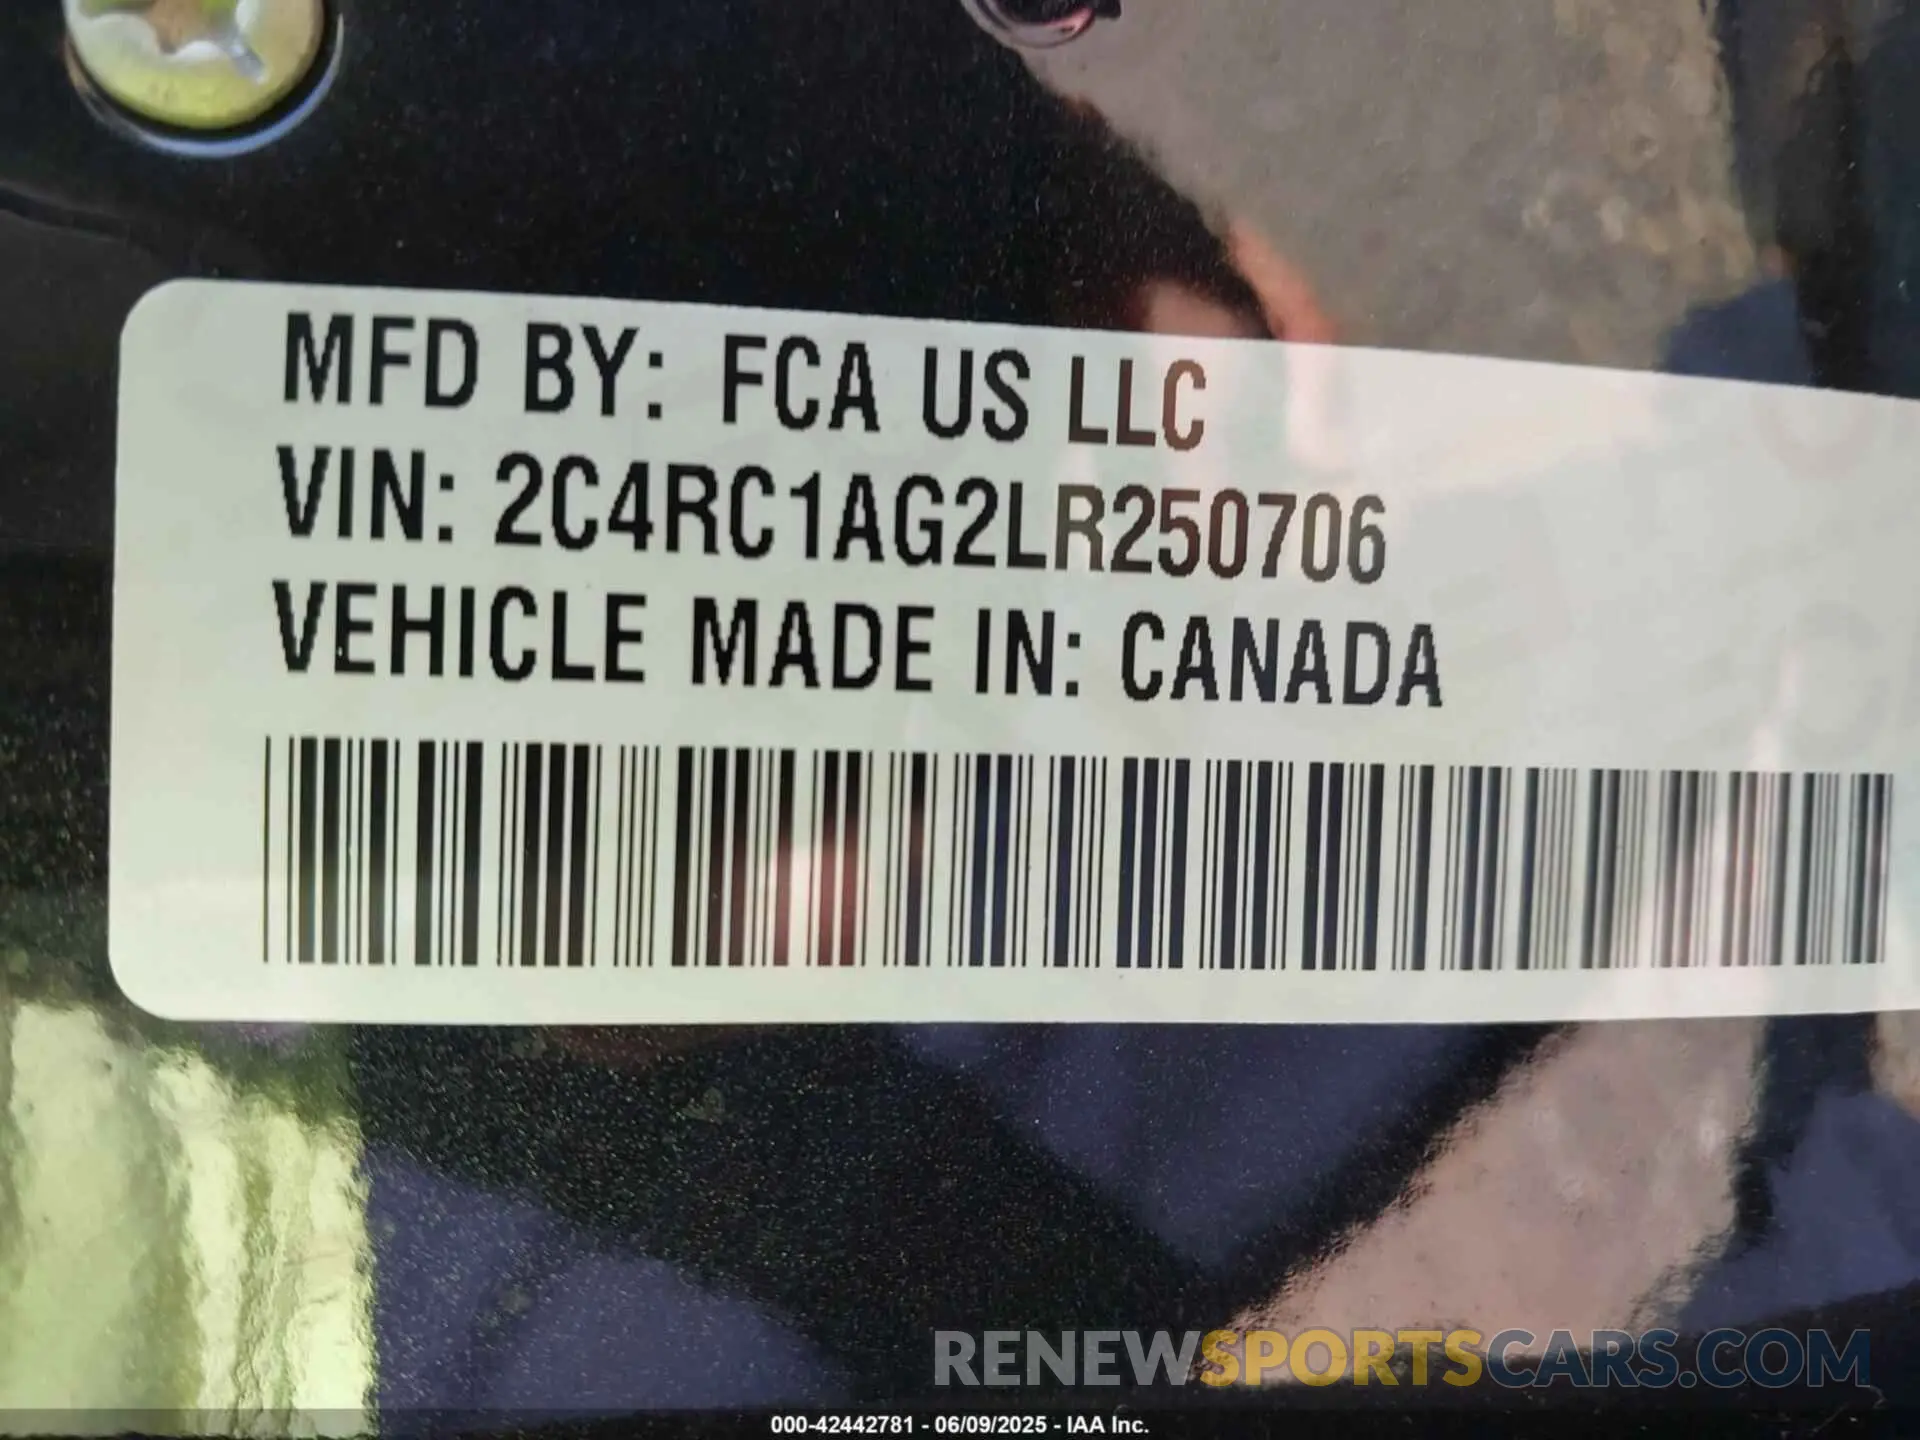 MFD BY: FCA US LLC
VIN: 2C4RC1AG2LR250706
VEHICLE MADE IN: CANADA
RENEWSPORTSCARS.COM
000-42442781 - 06/09/2025 - IAA Inc.